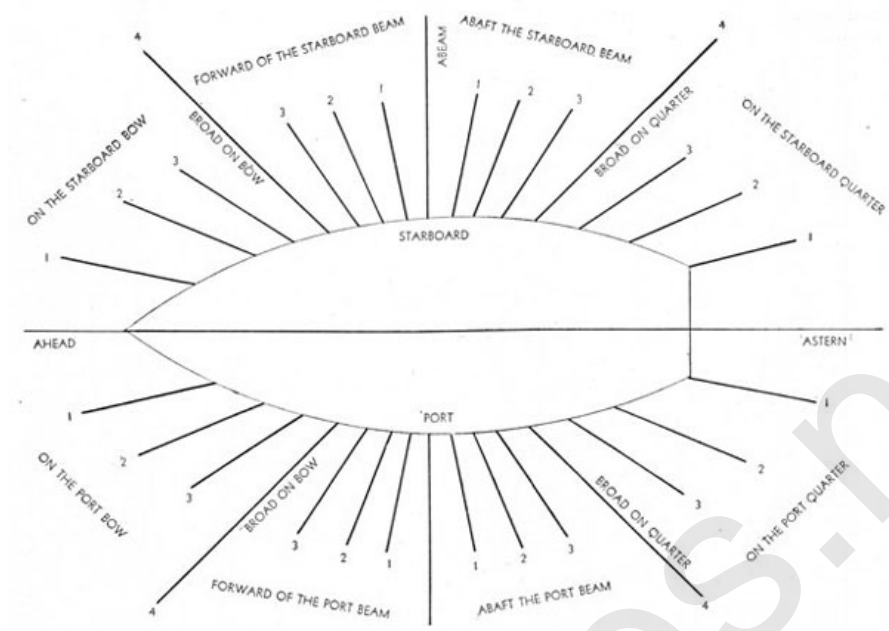 4
FORWARD OF THE STARBOARD BEAM
ABEAM
ABAFT THE STARBOARD BEAM
4
3
2
1
1
2
3
BROAD ON BOW
BROAD ON QUARTER
ON THE STARBOARD BOW
3
2
1
ON THE STARBOARD QUARTER
3
2
1
STARBOARD
AHEAD
ASTERN
PORT
1
2
3
ON THE PORT BOW
BROAD ON BOW
4
3
2
1
FORWARD OF THE PORT BEAM
1
2
3
ABAFT THE PORT BEAM
BROAD ON QUARTER
4
1
2
3
ON THE PORT QUARTER